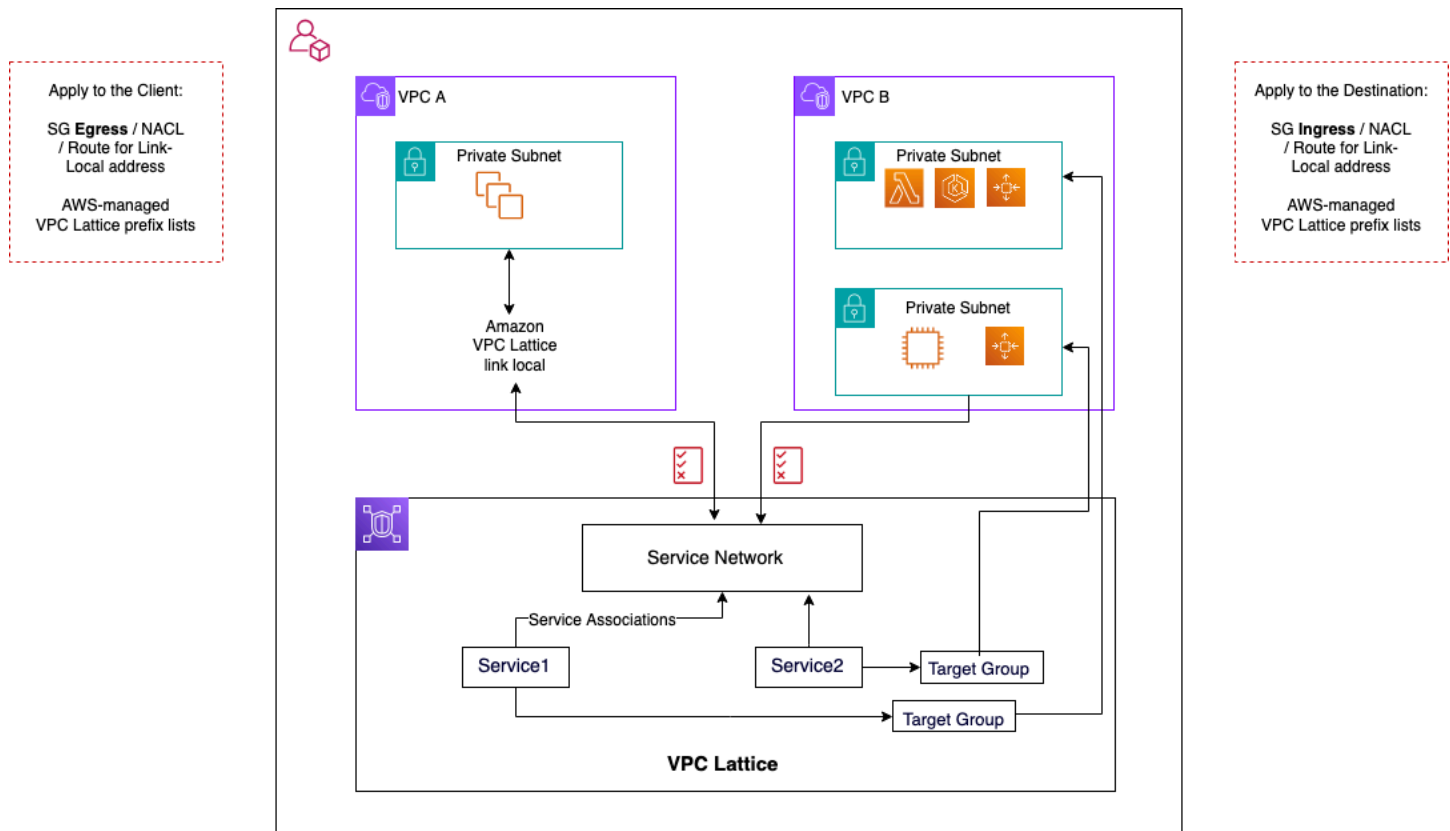 Apply to the Client:
SG Egress / NACL
/ Route for Link-
Local address
AWS-managed
VPC Lattice prefix lists
VPC A
Private Subnet
Amazon
VPC Lattice
link local
VPC B
Private Subnet
Private Subnet
Apply to the Destination:
SG Ingress / NACL
/ Route for Link-
Local address
AWS-managed
VPC Lattice prefix lists
Service Network
Service Associations
Service1
Service2
Target Group
Target Group
VPC Lattice